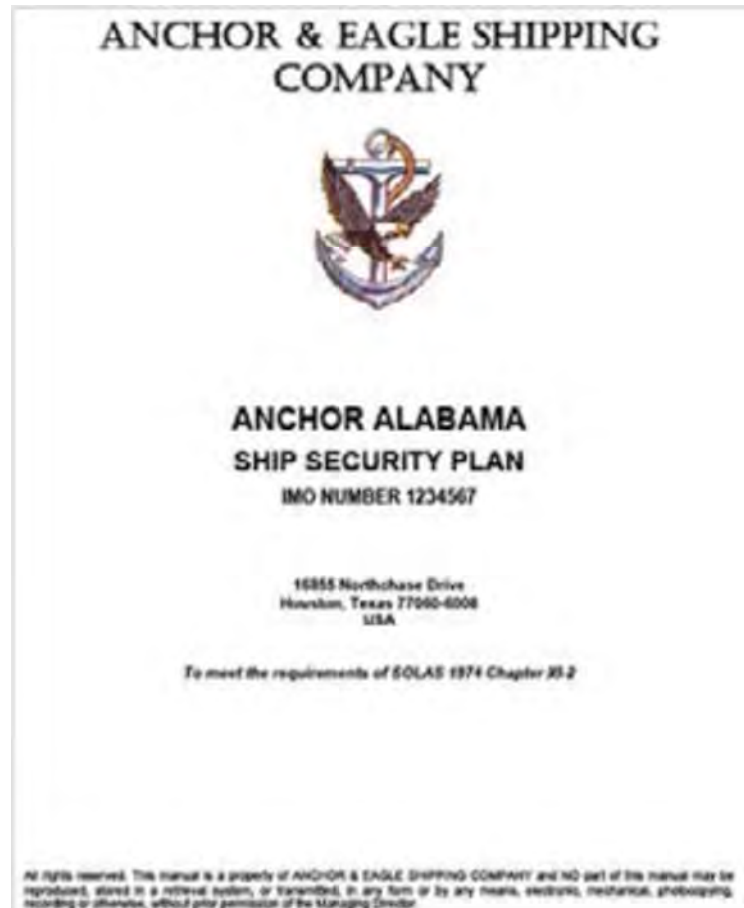 ANCHOR & EAGLE SHIPPING
COMPANY
ANCHOR ALABAMA
SHIP SECURITY PLAN
IMO NUMBER 1234567
16855 Northchase Drive
Houston, Texas 77060-6008
USA
To meet the requirements of SOLAS 1974 Chapter XI-2
All rights reserved. This manual is a property of ANCHOR & EAGLE SHIPPING COMPANY and NO part of this manual may be
reproduced, stored in a retrieval system, or transmitted, in any form or by any means, electronic, mechanical, photocopying,
recording or otherwise, without prior permission of the Managing Director